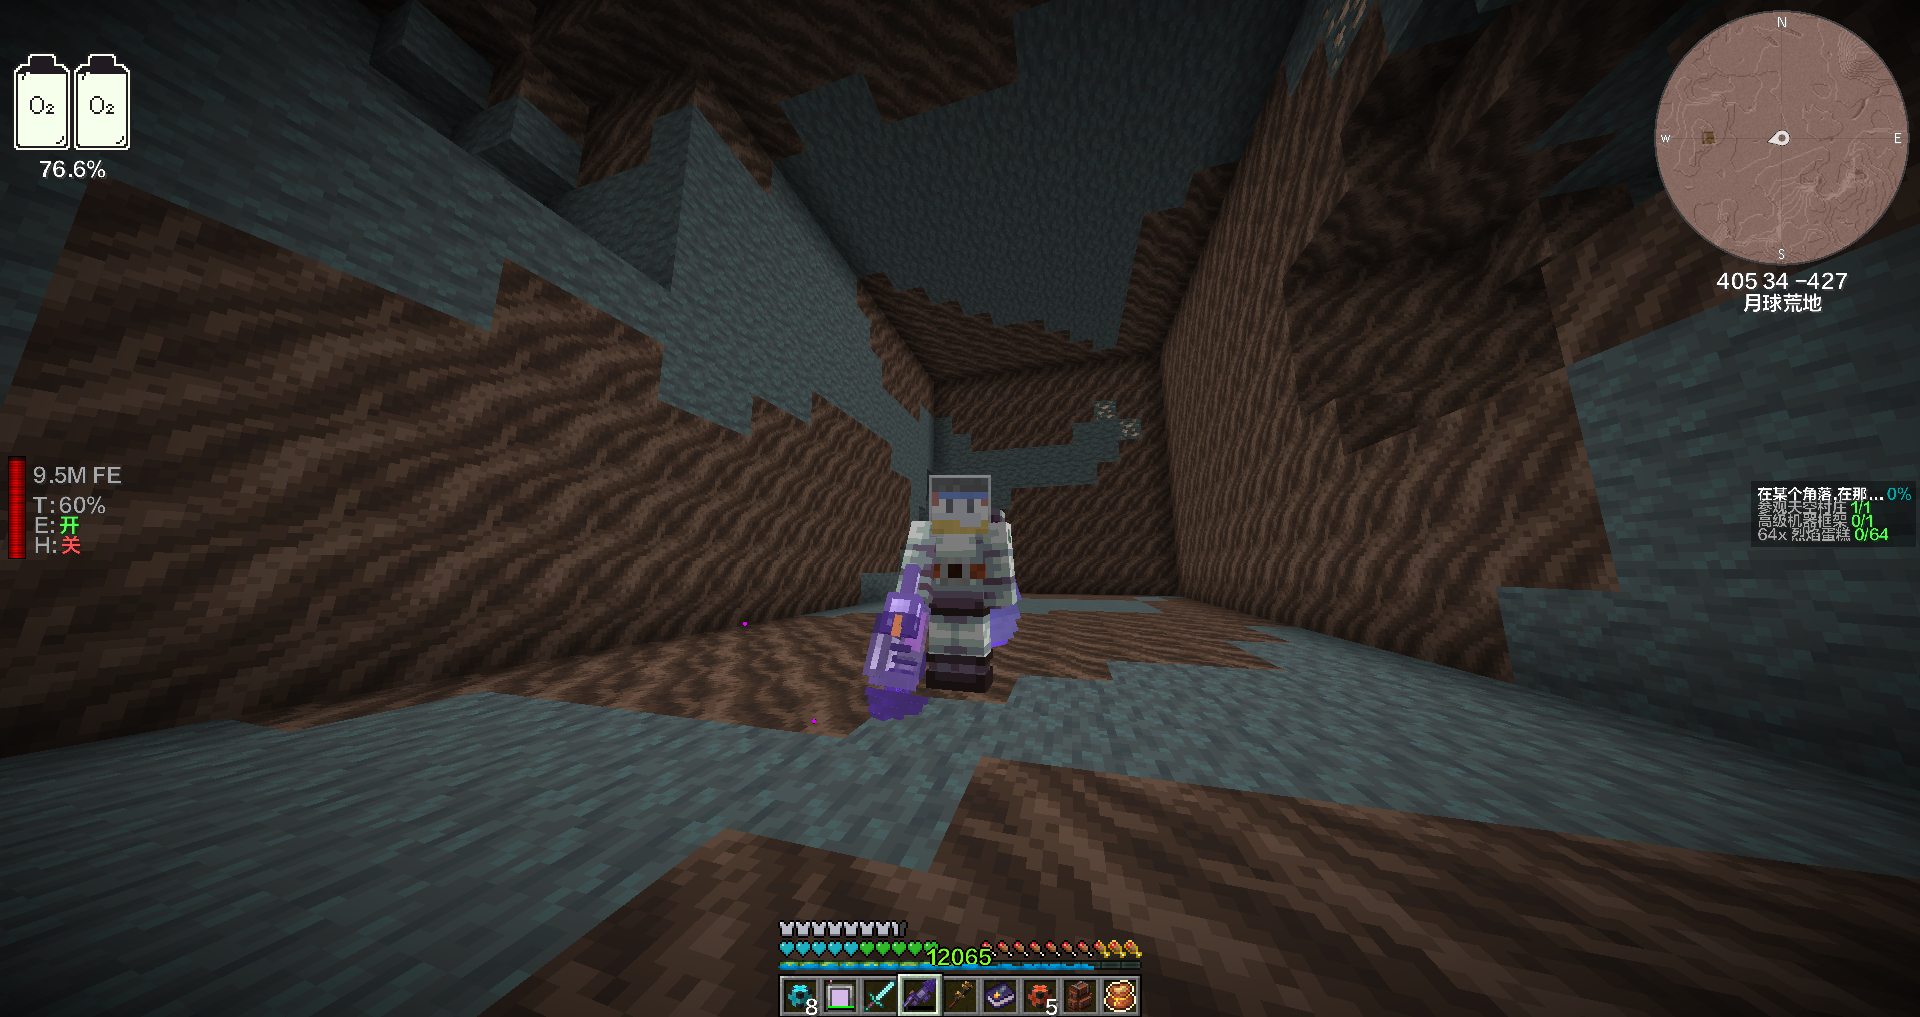 O₂ O₂
76.6%
N
W
E
S
405 34 -427
月球荒地
9.5M FE
T: 60%
E: 开
H: 关
在某个角落,在那... 0%
参观天空村庄 1/1
高级机器框架 0/1
64x 烈焰蛋糕 0/64
12065
8
5